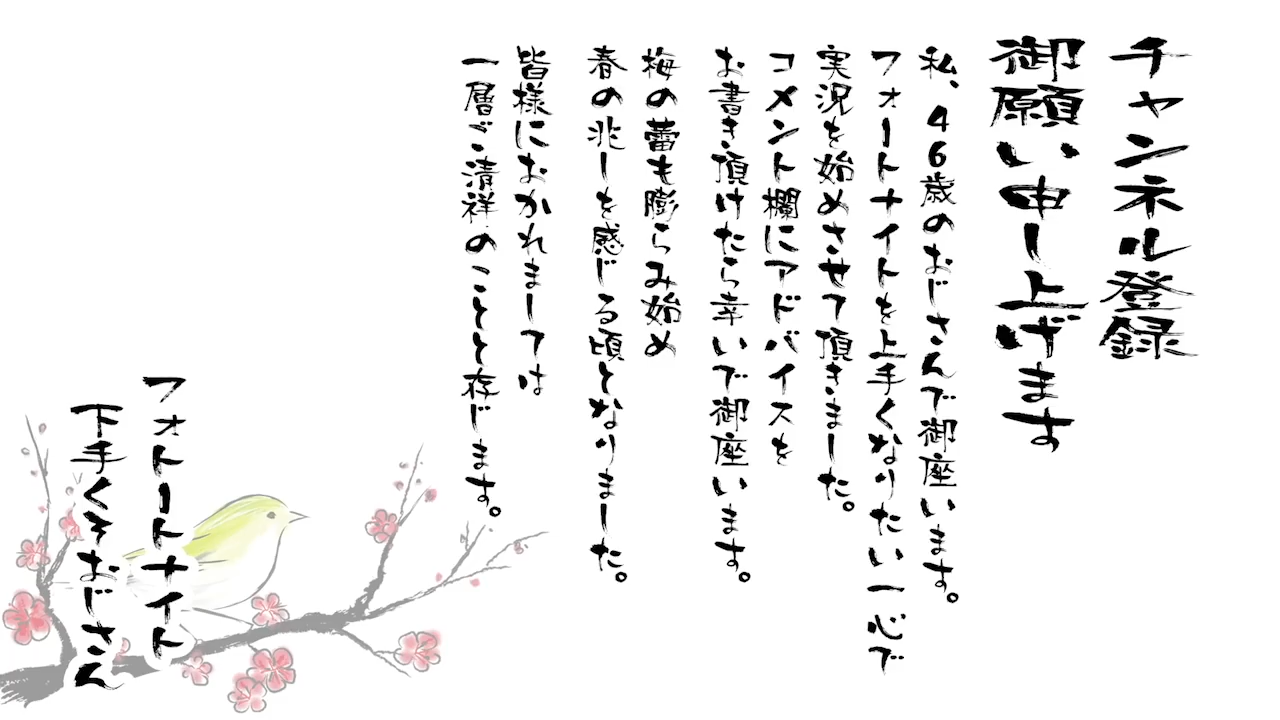 チャンネル登録
御願い申し上げます
私、46歳のおじさんで御座います。
フォートナイトを上手くなりたい一心で
実況を始めさせて頂きました。
コメント欄にアドバイスを
お書き頂けたら幸いで御座います。
梅の蕾も膨らみ始め
春の兆しを感じる頃となりました。
皆様におかれましては
一層ご清祥のことと存じます。
フォトートナイト
下手くそおじさん